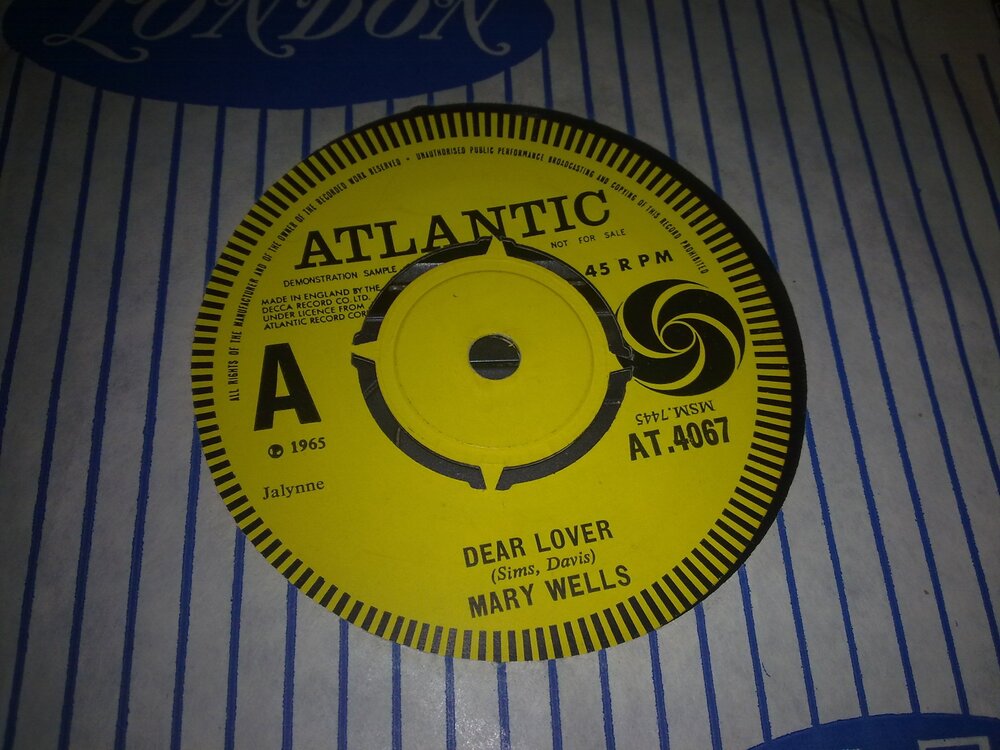 LONDON
ALL RIGHTS OF THE MANUFACTURER AND OF THE OWNER OF THE RECORDED WORK RESERVED • UNAUTHORISED PUBLIC PERFORMANCE BROADCASTING AND COPYING OF THIS RECORD PROHIBITED
ATLANTIC
DEMONSTRATION SAMPLE
NOT FOR SALE
45 RPM
MADE IN ENGLAND BY THE
DECCA RECORD CO. LTD.
UNDER LICENCE FROM
ATLANTIC RECORD COR
A
℗ 1965
Jalynne
MSM.7445
AT.4067
DEAR LOVER
(Sims, Davis)
MARY WELLS